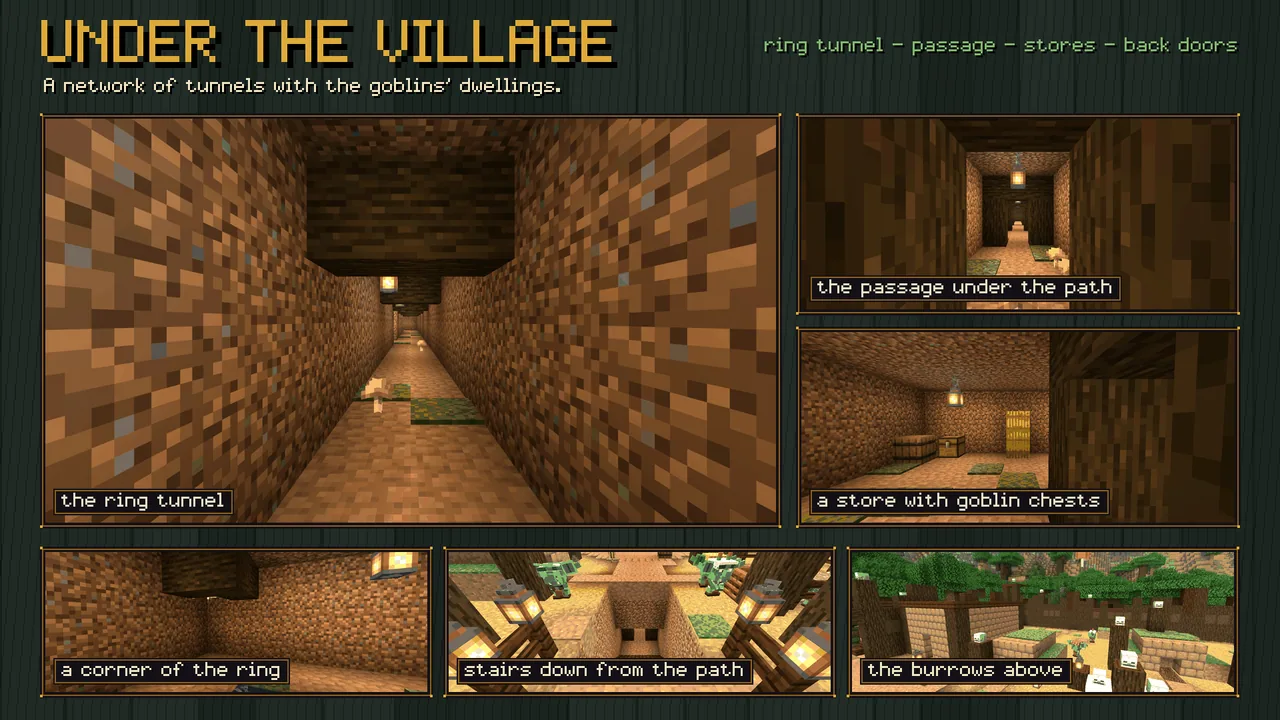 UNDER THE VILLAGE
ring tunnel – passage – stores – back doors
A network of tunnels with the goblins' dwellings.
the ring tunnel
the passage under the path
a store with goblin chests
a corner of the ring
stairs down from the path
the burrows above